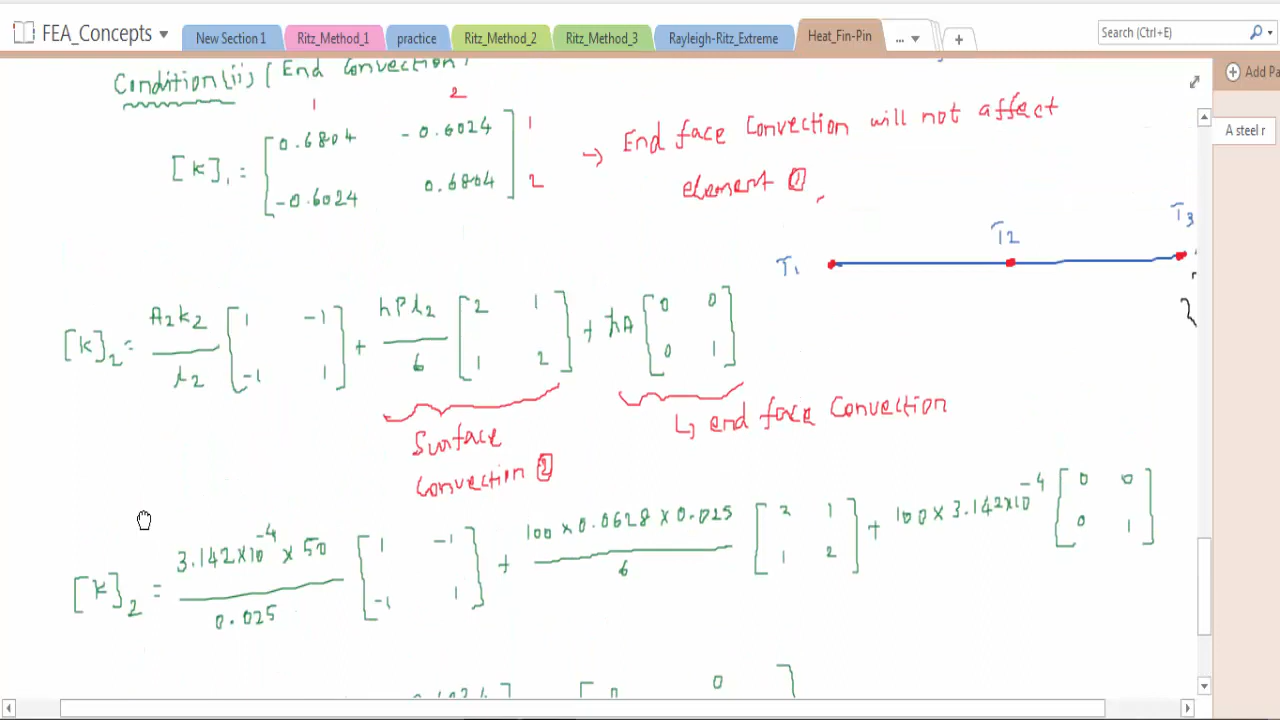 FEA_Concepts
New Section 1 Ritz_Method_1 practice Ritz_Method_2 Ritz_Method_3 Rayleigh-Ritz_Extreme Heat_Fin-Pin ... +
Search (Ctrl+E)
Add Pa
A steel r
Condition (ii) (End Convection)
1 2
[K]₁ = [0.6804 -0.6024] 1
[-0.6024 0.6804] 2
→ End face Convection will not affect
element ①,
T₁ T2 T3
[K]₂ = A₂k₂/l₂ [1 -1; -1 1] + hPl₂/6 [2 1; 1 2] + hA [0 0; 0 1]
Surface
Convection ②
↳ end face Convection
[K]₂ = 3.142×10⁻⁴ × 50/0.025 [1 -1; -1 1] + 100 × 0.0628 × 0.025/6 [2 1; 1 2] + 100 × 3.142×10⁻⁴ [0 0; 0 1]
0